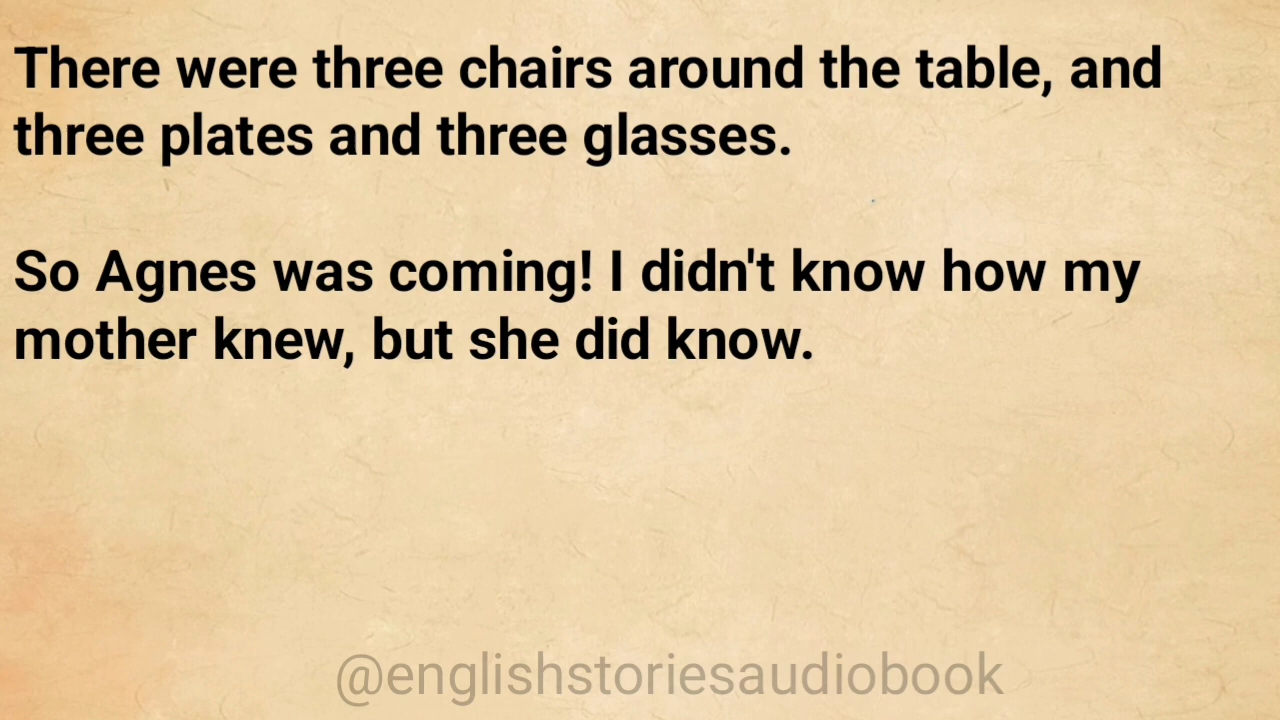 There were three chairs around the table, and
three plates and three glasses.
So Agnes was coming! I didn't know how my
mother knew, but she did know.
@englishstoriesaudiobook